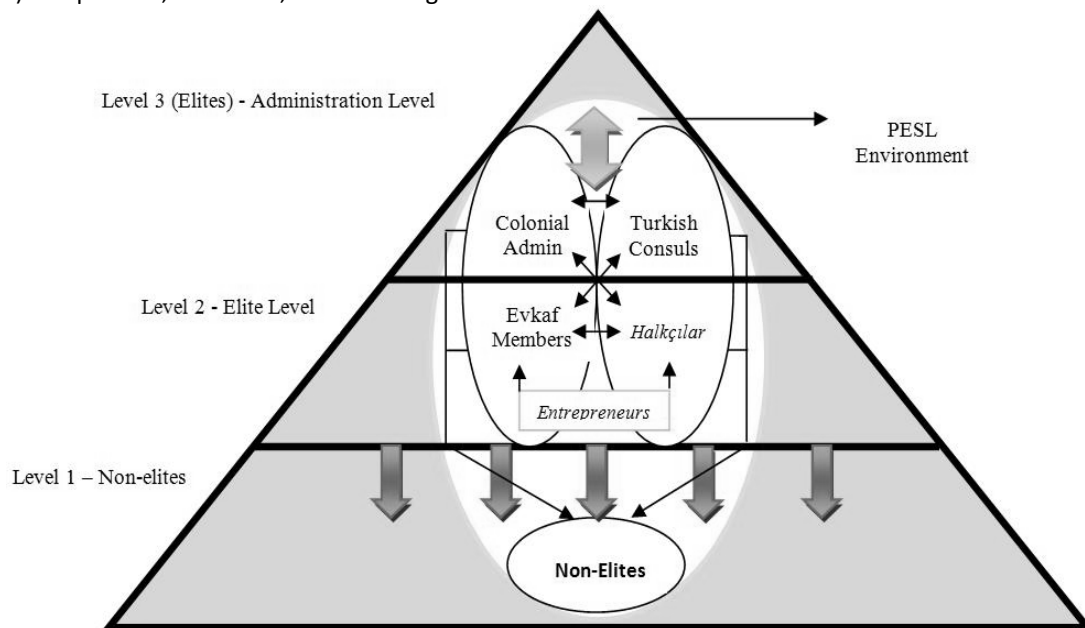 Level 3 (Elites) - Administration Level
PESL
Environment
Colonial
Admin
Turkish
Consuls
Level 2 - Elite Level
Evkaf
Members
Halkçılar
Entrepreneurs
Level 1 – Non-elites
Non-Elites